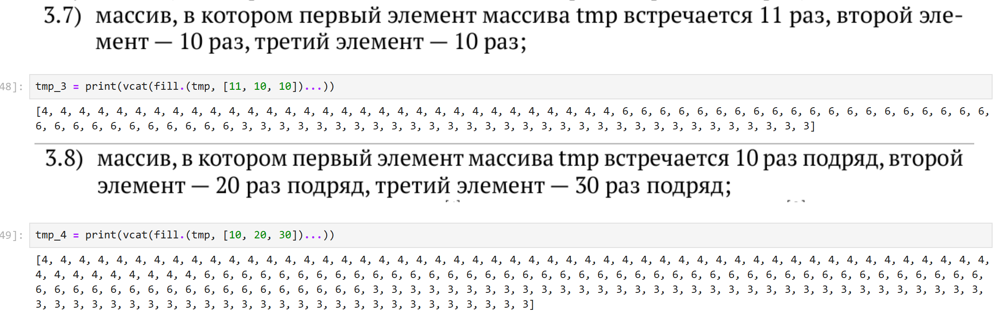 3.7) массив, в котором первый элемент массива tmp встречается 11 раз, второй эле-
мент — 10 раз, третий элемент — 10 раз;
48]: tmp_3 = print(vcat(fill.(tmp, [11, 10, 10])...))
[4, 4, 4, 4, 4, 4, 4, 4, 4, 4, 4, 4, 4, 4, 4, 4, 4, 4, 4, 4, 4, 4, 4, 4, 4, 4, 4, 4, 4, 4, 4, 6, 6, 6, 6, 6, 6, 6, 6, 6, 6, 6, 6, 6, 6, 6, 6, 6, 6, 6, 6,
6, 6, 6, 6, 6, 6, 6, 6, 6, 6, 6, 3, 3, 3, 3, 3, 3, 3, 3, 3, 3, 3, 3, 3, 3, 3, 3, 3, 3, 3, 3, 3, 3, 3, 3, 3, 3, 3, 3, 3, 3, 3]
3.8) массив, в котором первый элемент массива tmp встречается 10 раз подряд, второй
элемент — 20 раз подряд, третий элемент — 30 раз подряд;
49]: tmp_4 = print(vcat(fill.(tmp, [10, 20, 30])...))
[4, 4, 4, 4, 4, 4, 4, 4, 4, 4, 4, 4, 4, 4, 4, 4, 4, 4, 4, 4, 4, 4, 4, 4, 4, 4, 4, 4, 4, 4, 4, 4, 4, 4, 4, 4, 4, 4, 4, 4, 4, 4, 4, 4, 4, 4, 4, 4, 4, 4, 4,
4, 4, 4, 4, 4, 4, 4, 4, 4, 6, 6, 6, 6, 6, 6, 6, 6, 6, 6, 6, 6, 6, 6, 6, 6, 6, 6, 6, 6, 6, 6, 6, 6, 6, 6, 6, 6, 6, 6, 6, 6, 6, 6, 6, 6, 6, 6, 6, 6, 6, 6,
6, 6, 6, 6, 6, 6, 6, 6, 6, 6, 6, 6, 6, 6, 6, 6, 6, 6, 3, 3, 3, 3, 3, 3, 3, 3, 3, 3, 3, 3, 3, 3, 3, 3, 3, 3, 3, 3, 3, 3, 3, 3, 3, 3, 3, 3, 3, 3, 3, 3, 3,
3, 3, 3, 3, 3, 3, 3, 3, 3, 3, 3, 3, 3, 3, 3, 3, 3, 3, 3, 3, 3, 3, 3, 3, 3, 3, 3]